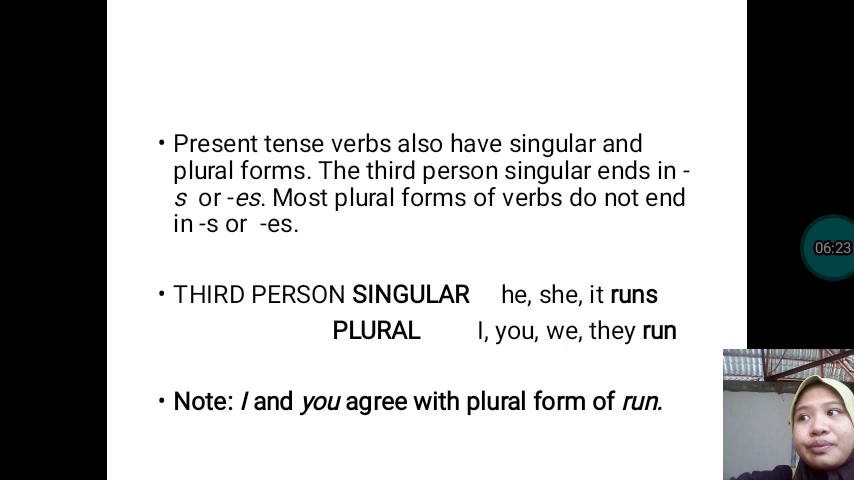 • Present tense verbs also have singular and
plural forms. The third person singular ends in -
s or -es. Most plural forms of verbs do not end
in -s or -es.
• THIRD PERSON SINGULAR he, she, it runs
PLURAL I, you, we, they run
• Note: I and you agree with plural form of run.
06:23